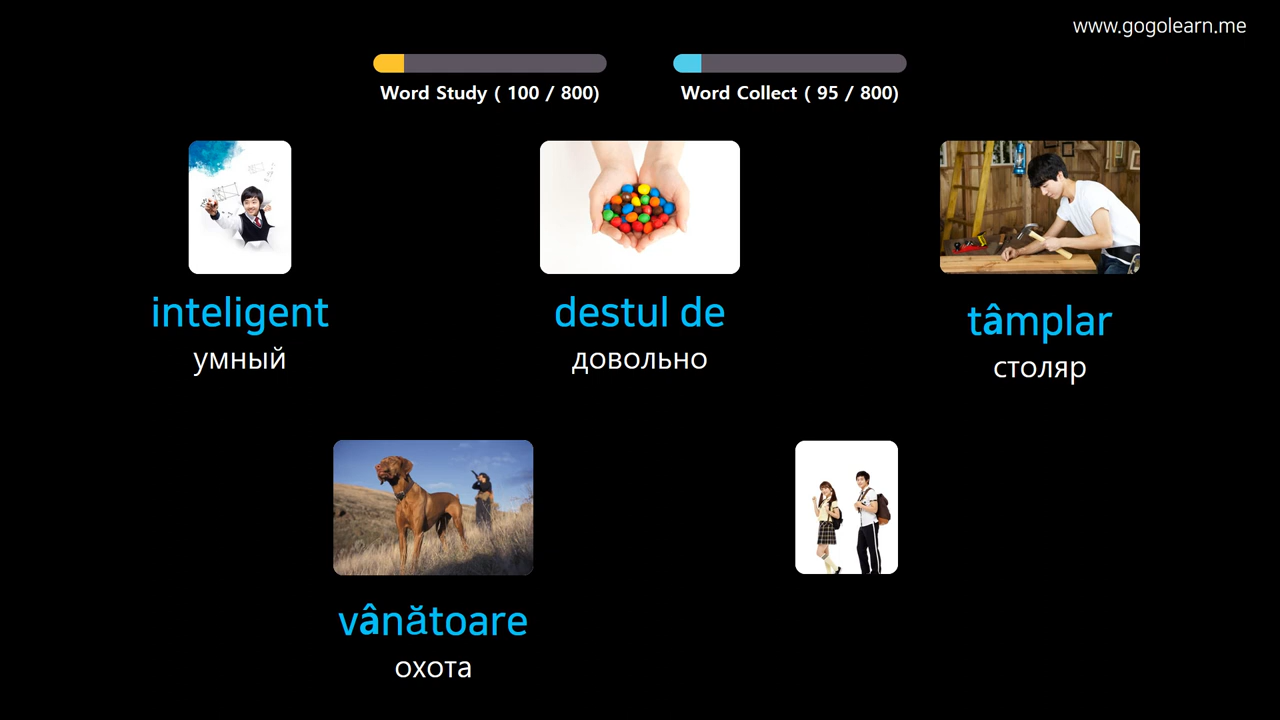 www.gogolearn.me
Word Study ( 100 / 800)
Word Collect ( 95 / 800)
inteligent
умный
destul de
довольно
tâmplar
столяр
vânătoare
охота